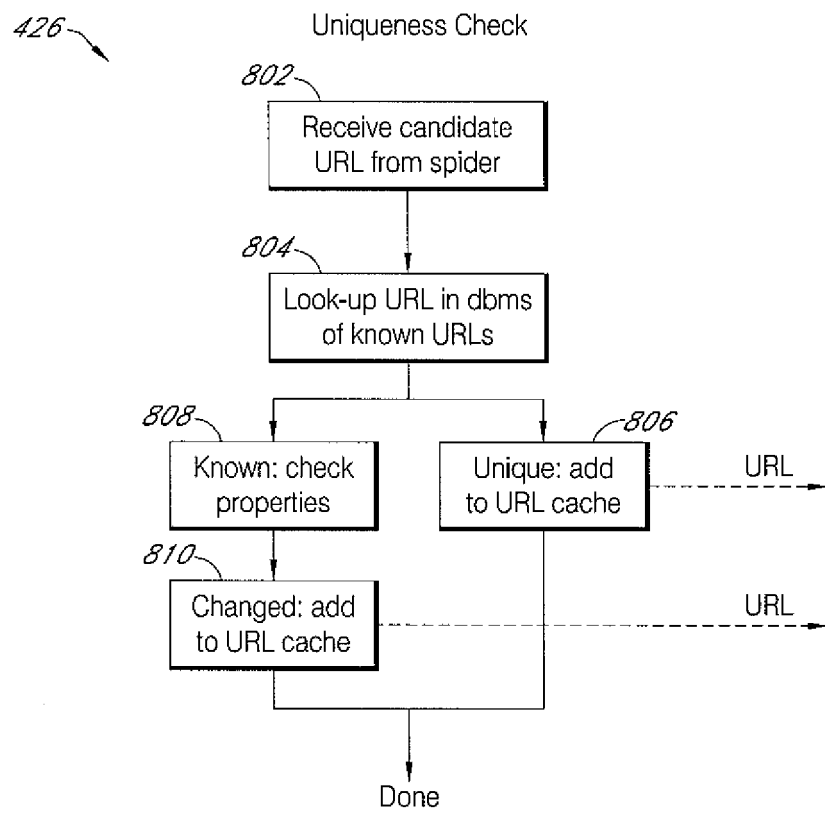 426
Uniqueness Check
802
Receive candidate
URL from spider
804
Look-up URL in dbms
of known URLs
808
806
Known: check
properties
Unique: add
to URL cache
URL
810
Changed: add
to URL cache
URL
Done